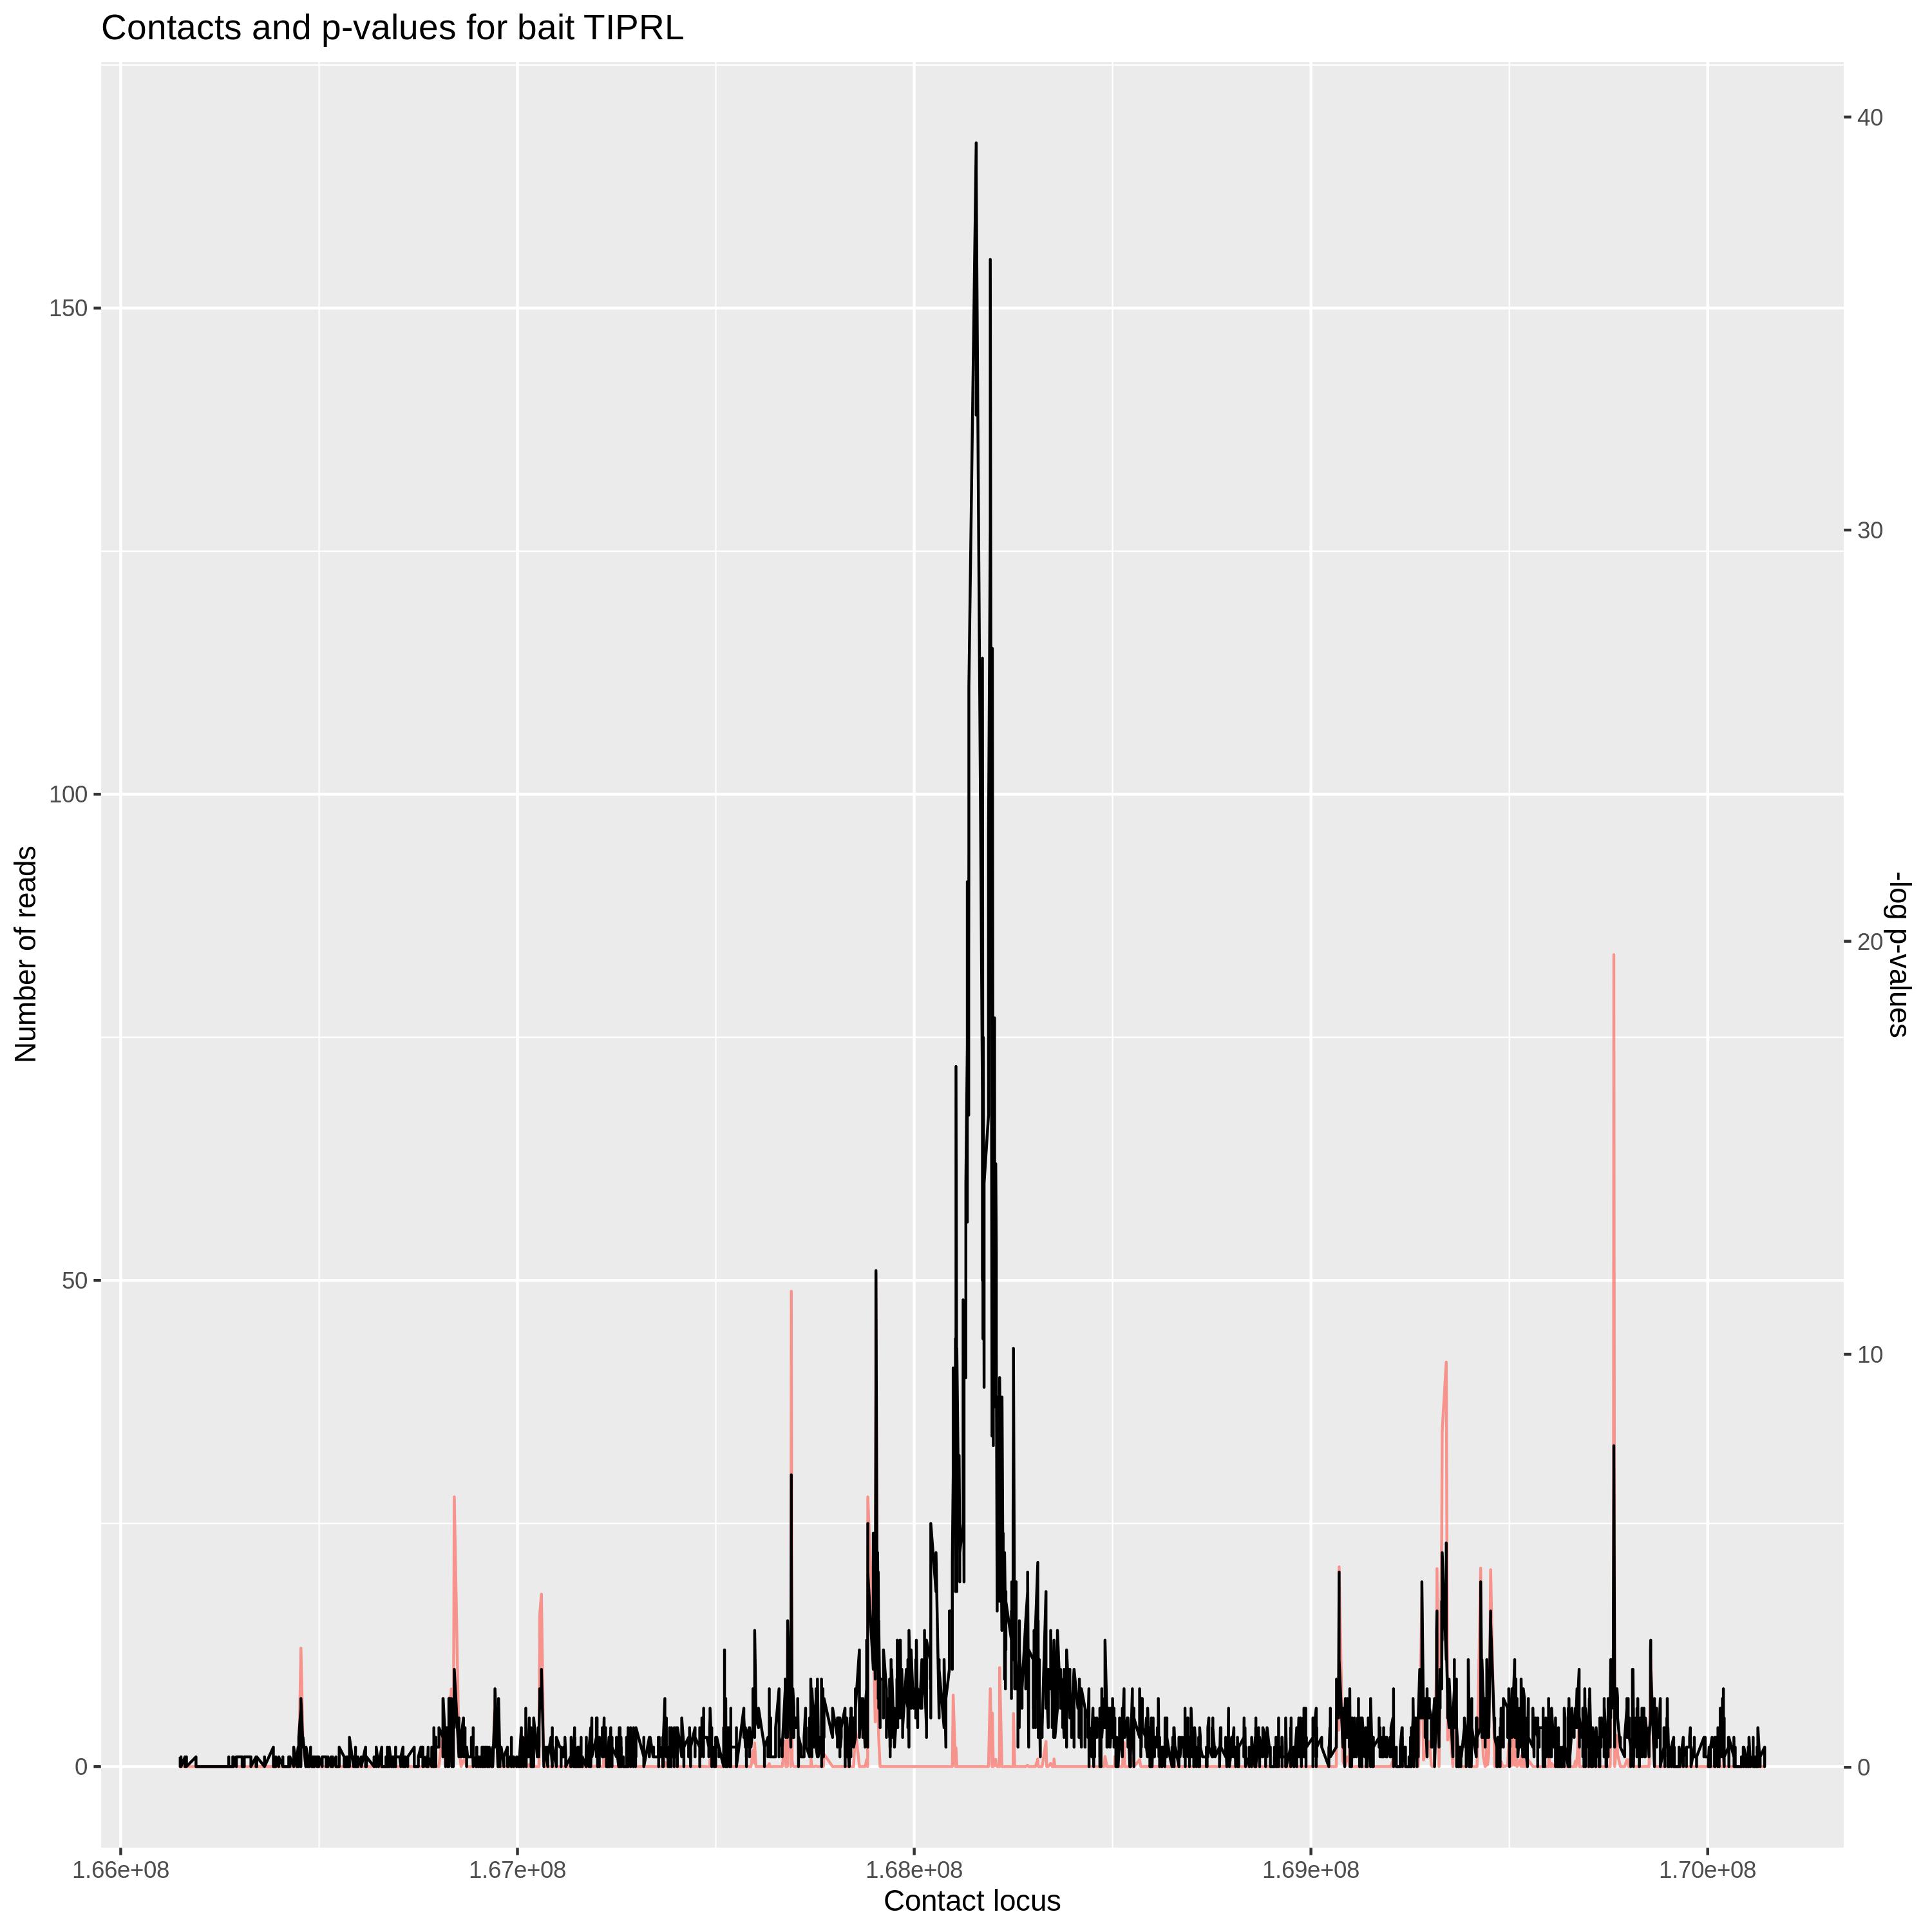 Contacts and p-values for bait TIPRL
40
150
30
100
20
50
10
0
0
Number of reads
-log p-values
1.66e+08
1.67e+08
1.68e+08
1.69e+08
1.70e+08
Contact locus